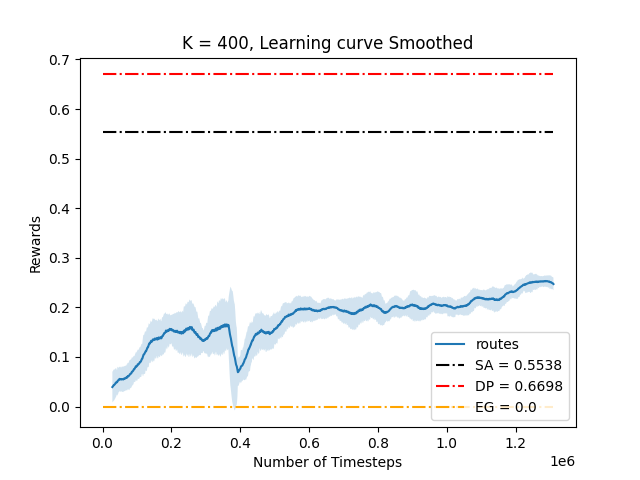 K = 400, Learning curve Smoothed
Rewards
0.7
0.6
0.5
0.4
0.3
0.2
0.1
0.0
routes
SA = 0.5538
DP = 0.6698
EG = 0.0
0.0 0.2 0.4 0.6 0.8 1.0 1.2
1e6
Number of Timesteps